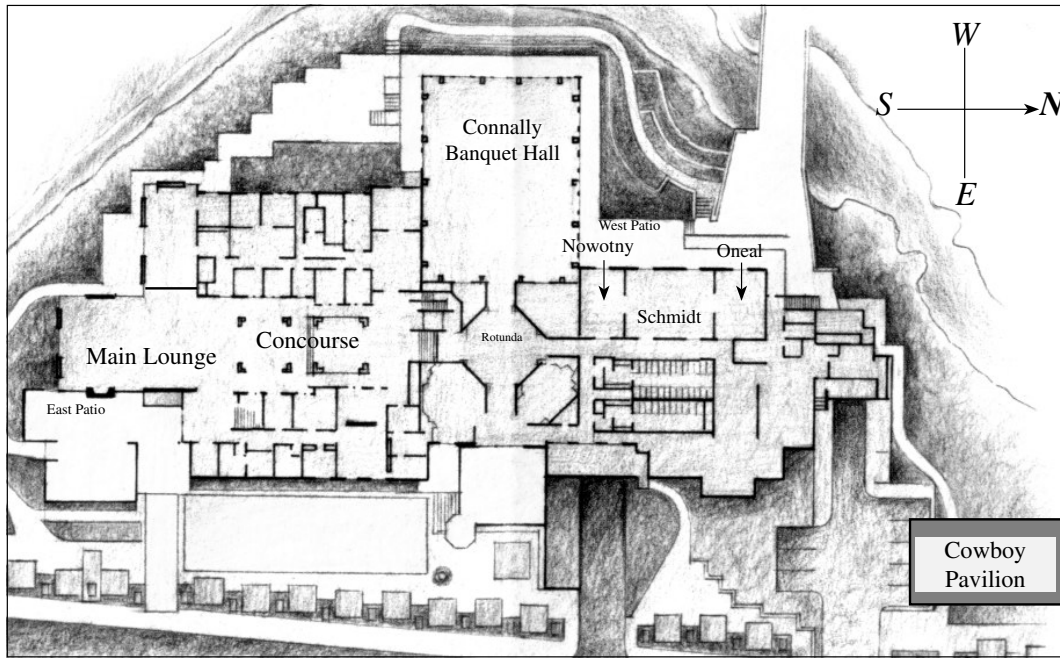 W
S
N
E
Connally
Banquet Hall
West Patio
Nowotny
Oneal
Schmidt
Rotunda
Concourse
Main Lounge
East Patio
Cowboy
Pavilion